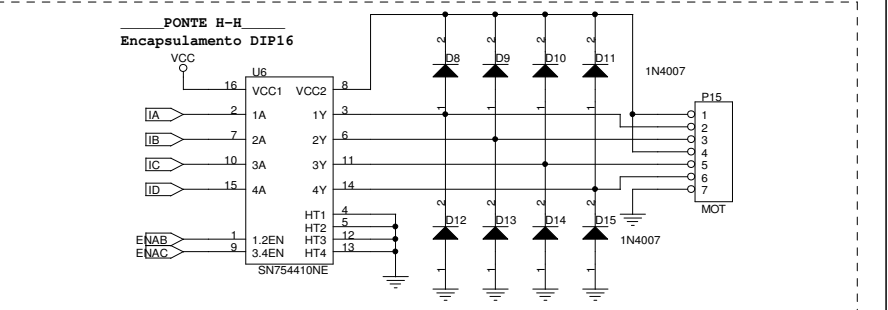 _____PONTE H-H_____
Encapsulamento DIP16
VCC
U6
16 VCC1 VCC2 8
2 1A 1Y 3
7 2A 2Y 6
10 3A 3Y 11
15 4A 4Y 14
HT1 4
HT2 5
HT3 12
HT4 13
1 1.2EN
9 3.4EN
SN754410NE
IA
IB
IC
ID
ENAB
ENAC
2 D8 1
2 D9 1
2 D10 1
2 D11 1
1N4007
2 D12 1
2 D13 1
2 D14 1
2 D15 1
1N4007
P15
1
2
3
4
5
6
7
MOT